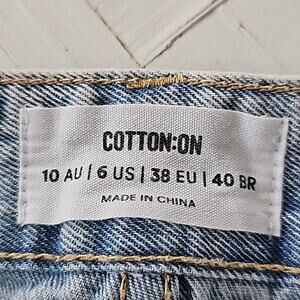 COTTON:ON
10 AU | 6 US | 38 EU | 40 BR
MADE IN CHINA